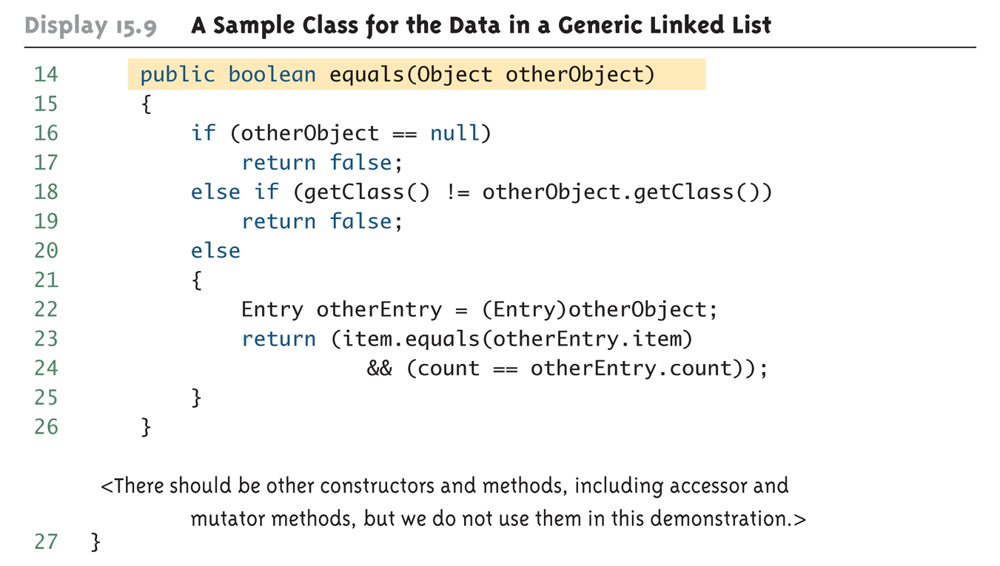 Display 15.9 A Sample Class for the Data in a Generic Linked List
14 public boolean equals(Object otherObject)
15 {
16 if (otherObject == null)
17 return false;
18 else if (getClass() != otherObject.getClass())
19 return false;
20 else
21 {
22 Entry otherEntry = (Entry)otherObject;
23 return (item.equals(otherEntry.item)
24 && (count == otherEntry.count));
25 }
26 }
<There should be other constructors and methods, including accessor and
mutator methods, but we do not use them in this demonstration.>
27 }